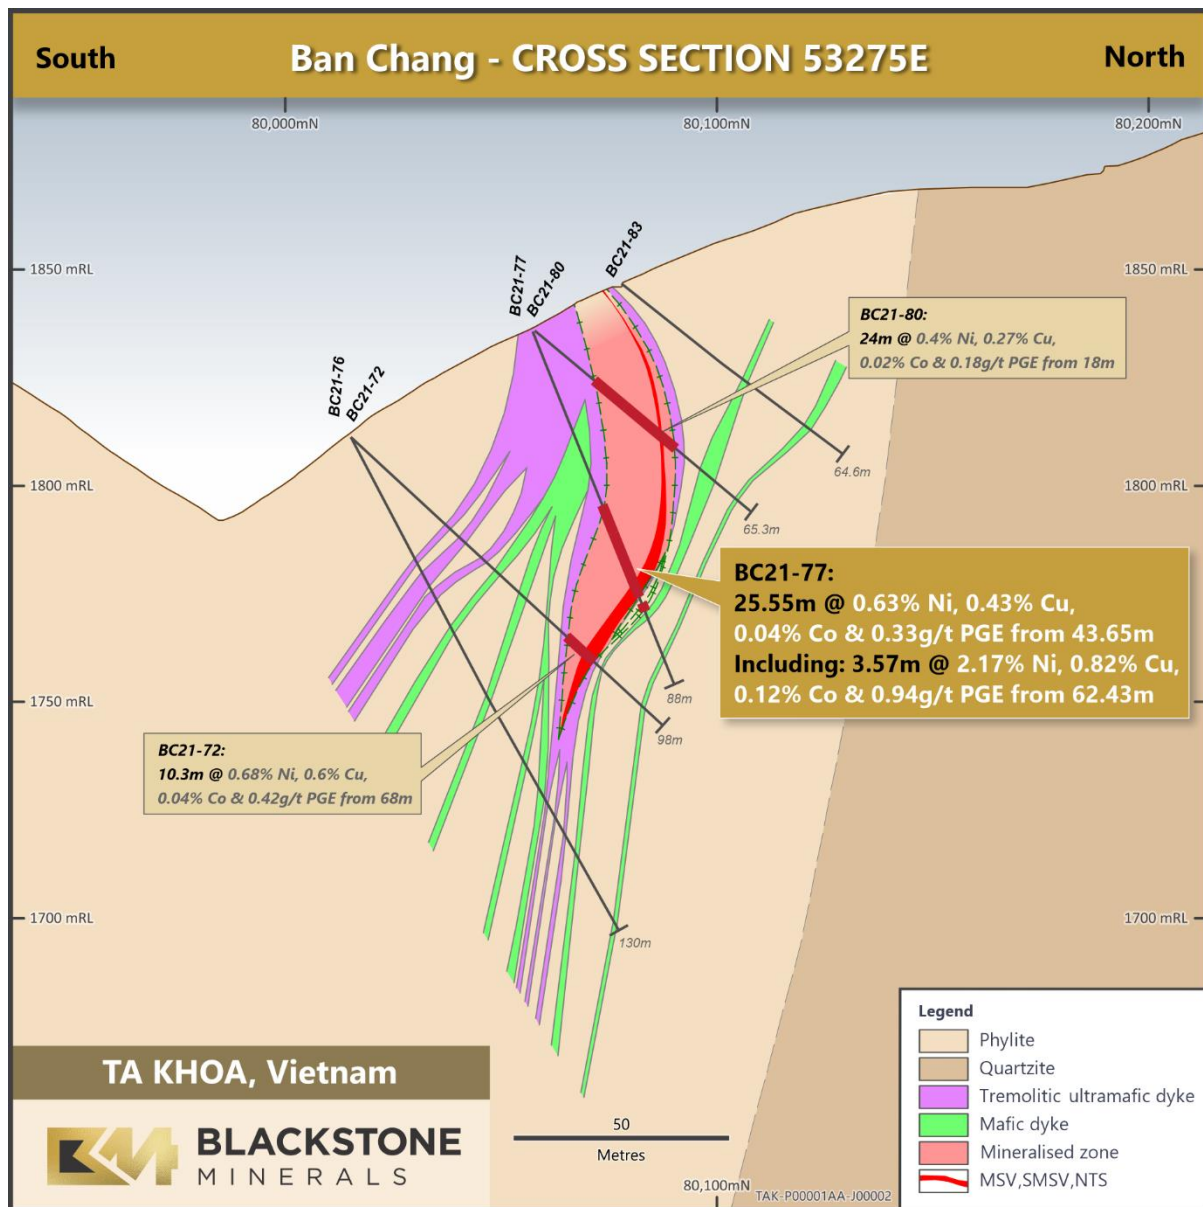 South
Ban Chang - CROSS SECTION 53275E
North
80,000mN
80,100mN
80,200mN
1850 mRL
1850 mRL
BC21-77
BC21-80
BC21-83
BC21-76
BC21-72
BC21-80:
24m @ 0.4% Ni, 0.27% Cu,
0.02% Co & 0.18g/t PGE from 18m
64.6m
1800 mRL
1800 mRL
65.3m
BC21-77:
25.55m @ 0.63% Ni, 0.43% Cu,
0.04% Co & 0.33g/t PGE from 43.65m
Including: 3.57m @ 2.17% Ni, 0.82% Cu,
0.12% Co & 0.94g/t PGE from 62.43m
1750 mRL
88m
98m
BC21-72:
10.3m @ 0.68% Ni, 0.6% Cu,
0.04% Co & 0.42g/t PGE from 68m
1700 mRL
1700 mRL
130m
Legend
Phylite
Quartzite
Tremolitic ultramafic dyke
Mafic dyke
Mineralised zone
MSV,SMSV,NTS
TA KHOA, Vietnam
BLACKSTONE
MINERALS
50
Metres
80,100mN
TAK-P00001AA-J00002